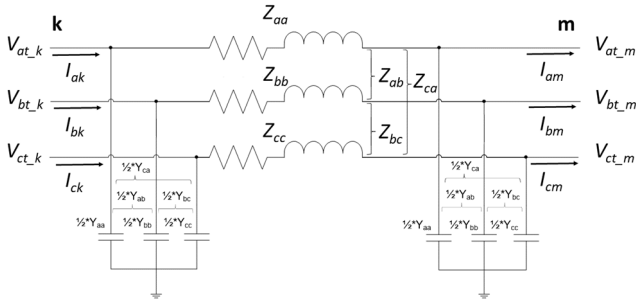 k
m
Z_aa
V_at_k
V_at_m
I_ak
I_am
Z_bb
Z_ab
Z_ca
V_bt_k
V_bt_m
I_bk
I_bm
Z_cc
Z_bc
V_ct_k
V_ct_m
I_ck
I_cm
½*Y_ca
½*Y_ca
½*Y_ab
½*Y_bc
½*Y_ab
½*Y_bc
½*Y_aa
½*Y_bb
½*Y_cc
½*Y_aa
½*Y_bb
½*Y_cc